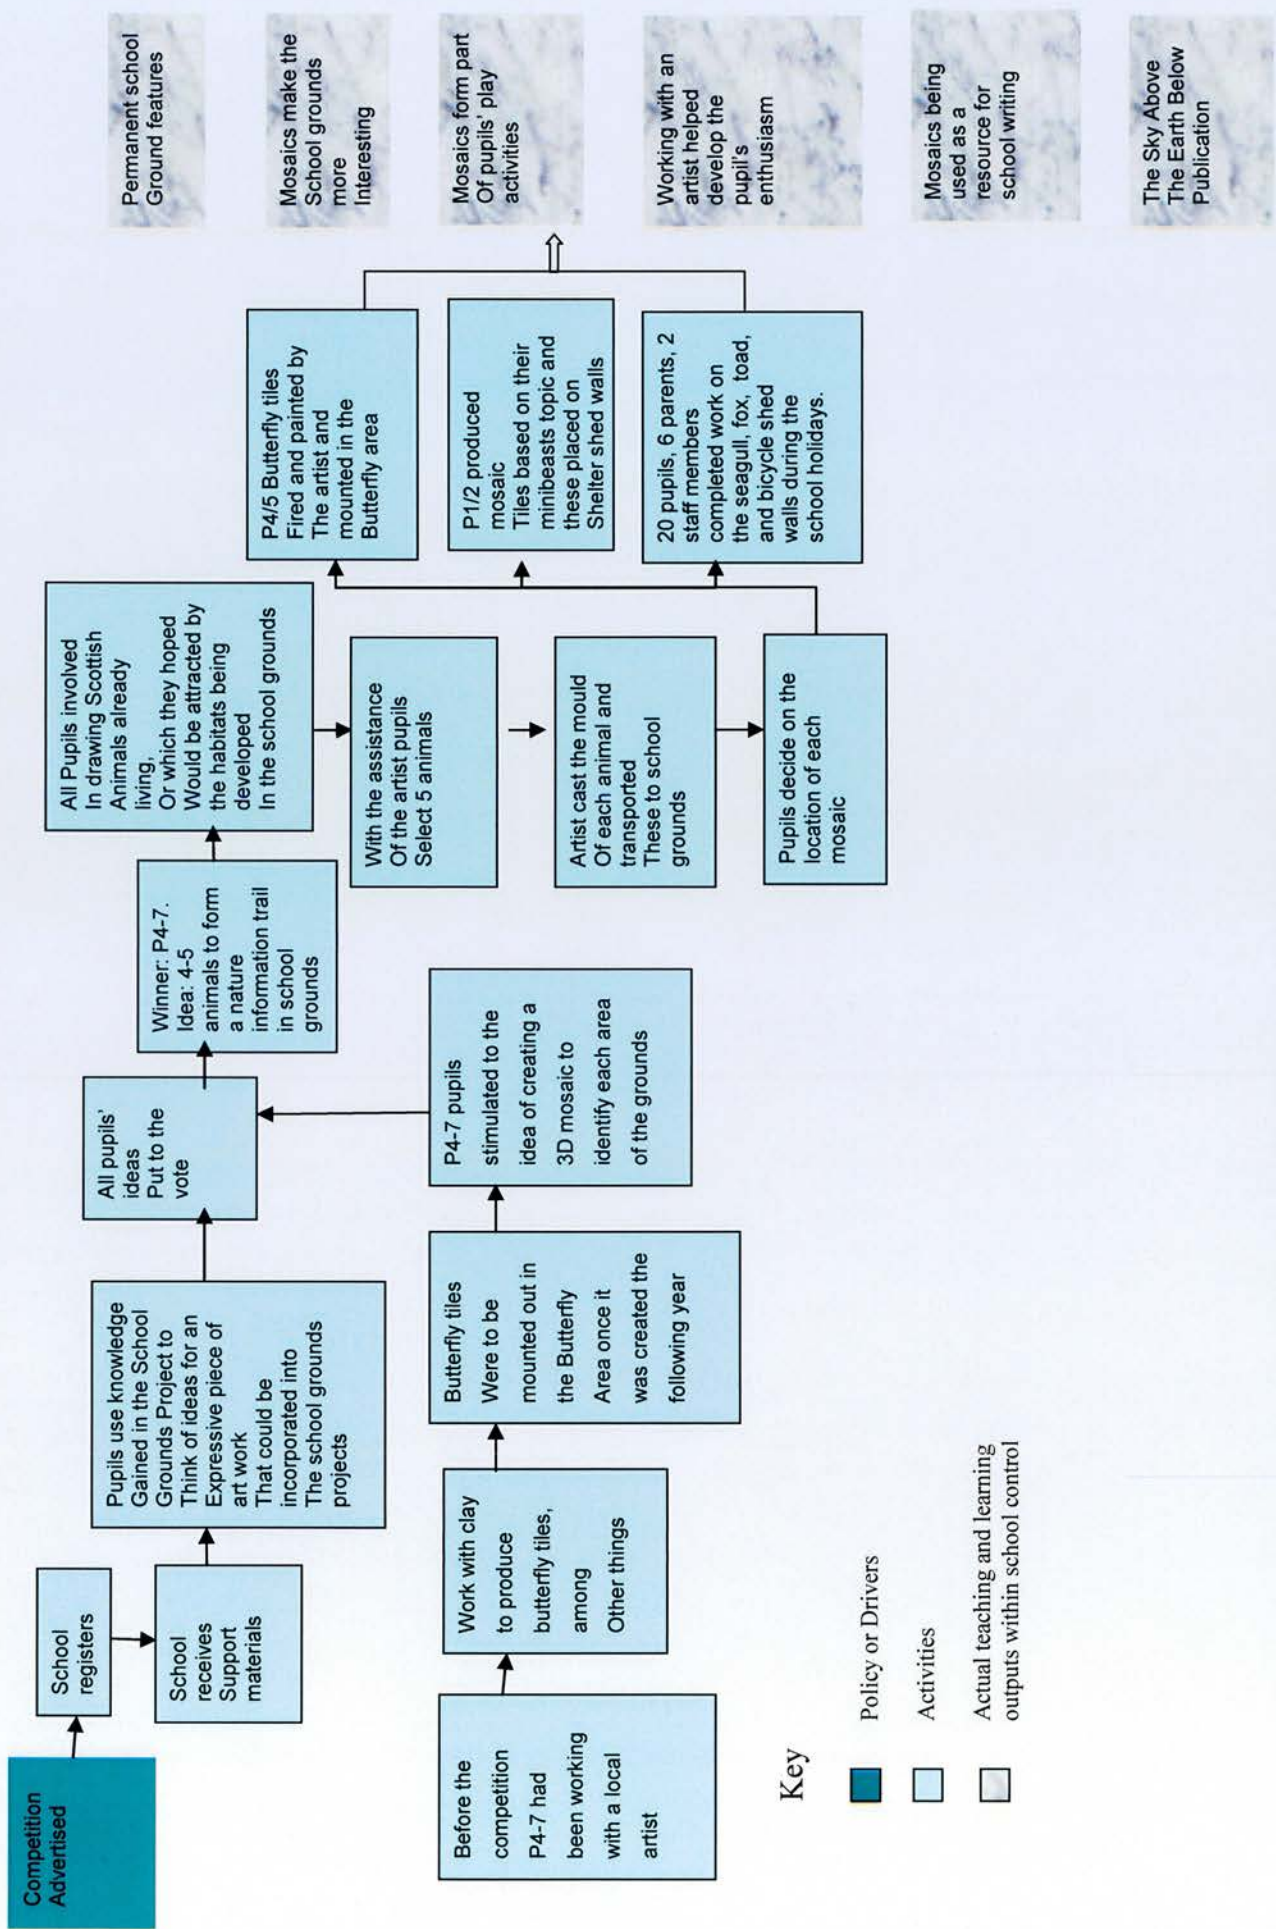 Competition
Advertised
School
registers
School
receives
Support
materials
Pupils use knowledge
Gained in the School
Grounds Project to
Think of ideas for an
Expressive piece of
art work
That could be
incorporated into
The school grounds
projects
All pupils'
ideas
Put to the
vote
Winner: P4-7.
Idea: 4-5
animals to form
a nature
information trail
in school
grounds
All Pupils involved
In drawing Scottish
Animals already
living,
Or which they hoped
Would be attracted by
the habitats being
developed
In the school grounds
Before the
competition
P4-7 had
been working
with a local
artist
Work with clay
to produce
butterfly tiles,
among
Other things
Butterfly tiles
Were to be
mounted out in
the Butterfly
Area once it
was created the
following year
P4-7 pupils
stimulated to the
idea of creating a
3D mosaic to
identify each area
of the grounds
With the assistance
Of the artist pupils
Select 5 animals
Artist cast the mould
Of each animal and
transported
These to school
grounds
Pupils decide on the
location of each
mosaic
P4/5 Butterfly tiles
Fired and painted by
The artist and
mounted in the
Butterfly area
P1/2 produced
mosaic
Tiles based on their
minibeasts topic and
these placed on
Shelter shed walls
20 pupils, 6 parents, 2
staff members
completed work on
the seagull, fox, toad,
and bicycle shed
walls during the
school holidays.
Permanent school
Ground features
Mosaics make the
School grounds
more
Interesting
Mosaics form part
Of pupils' play
activities
Working with an
artist helped
develop the
pupil's
enthusiasm
Mosaics being
used as a
resource for
school writing
The Sky Above
The Earth Below
Publication
Key
Policy or Drivers
Activities
Actual teaching and learning
outputs within school control